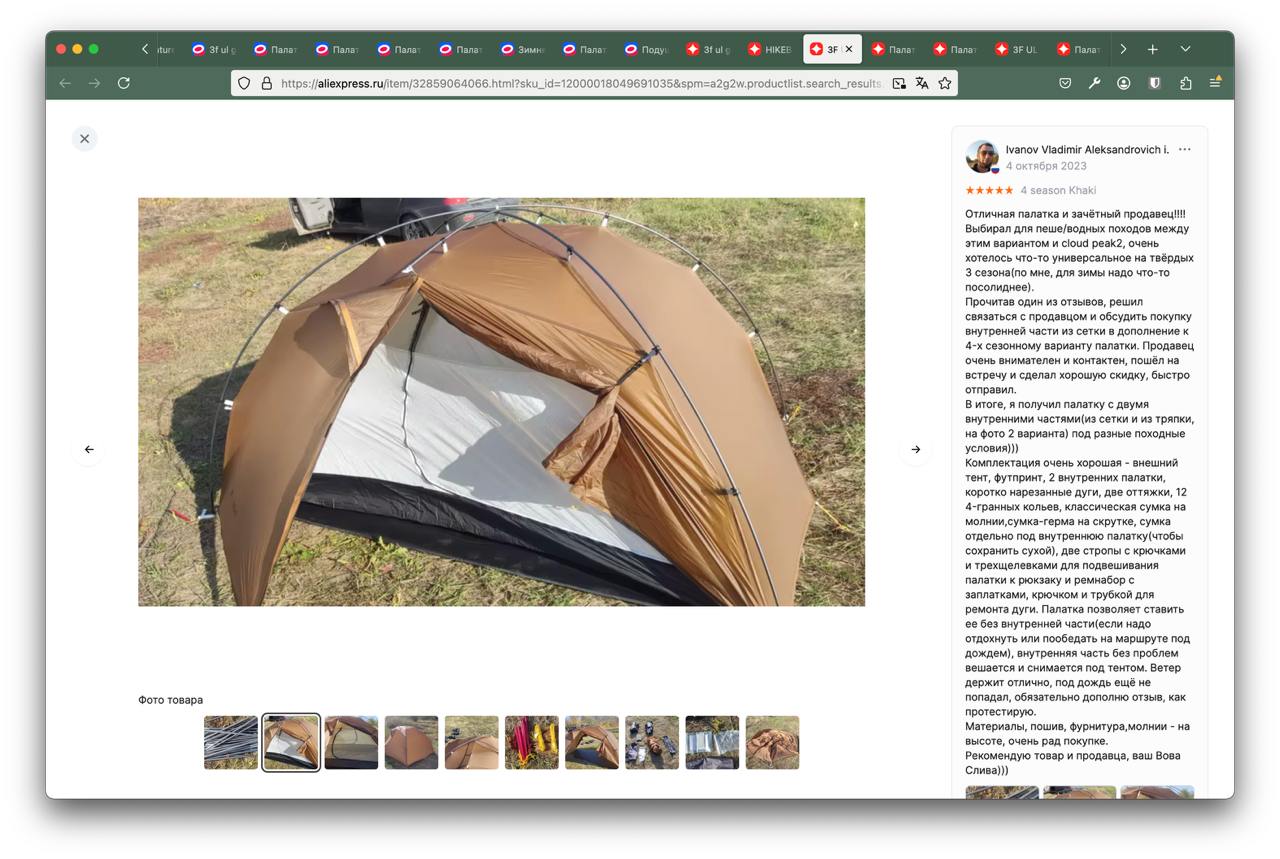 3f ul g
Палат
Палат
Палат
Палат
Зимня
Палат
Подуш
3f ul g
HIKEB
3F
Палат
Палат
3F UL
Палат
https://aliexpress.ru/item/32859064066.html?sku_id=12000018049691035&spm=a2g2w.productlist.search_results.
Ivanov Vladimir Aleksandrovich i.
4 октября 2023
4 season Khaki
Отличная палатка и зачётный продавец!!!!
Выбирал для пеше/водных походов между
этим вариантом и cloud peak2, очень
хотелось что-то универсальное на твёрдых
3 сезона(по мне, для зимы надо что-то
посолиднее).
Прочитав один из отзывов, решил
связаться с продавцом и обсудить покупку
внутренней части из сетки в дополнение к
4-х сезонному варианту палатки. Продавец
очень внимателен и контактен, пошёл на
встречу и сделал хорошую скидку, быстро
отправил.
В итоге, я получил палатку с двумя
внутренними частями(из сетки и из тряпки,
на фото 2 варианта) под разные походные
условия)))
Комплектация очень хорошая - внешний
тент, футпринт, 2 внутренних палатки,
коротко нарезанные дуги, две оттяжки, 12
4-гранных кольев, классическая сумка на
молнии,сумка-герма на скрутке, сумка
отдельно под внутреннюю палатку(чтобы
сохранить сухой), две стропы с крючками
и трехщелевками для подвешивания
палатки к рюкзаку и ремнабор с
заплатками, крючком и трубкой для
ремонта дуги. Палатка позволяет ставить
ее без внутренней части(если надо
отдохнуть или пообедать на маршруте под
дождем), внутренняя часть без проблем
вешается и снимается под тентом. Ветер
держит отлично, под дождь ещё не
попадал, обязательно дополню отзыв, как
протестирую.
Материалы, пошив, фурнитура,молнии - на
высоте, очень рад покупке.
Рекомендую товар и продавца, ваш Вова
Слива)))
Фото товара